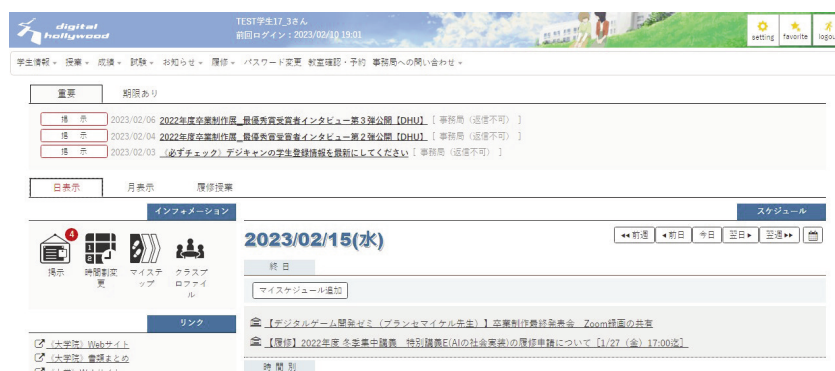 digital
hollywood
TEST学生17_3さん
前回ログイン：2023/02/10 19:01
setting favorite logou
学生情報 授業 成績 試験 お知らせ 履修 パスワード変更 教室確認・予約 事務局への問い合わせ
重要 期限あり
掲 示 2023/02/06 2022年度卒業制作展_最優秀賞受賞者インタビュー第3弾公開【DHU】 [ 事務局（返信不可） ]
掲 示 2023/02/04 2022年度卒業制作展_最優秀賞受賞者インタビュー第2弾公開【DHU】 [ 事務局（返信不可） ]
掲 示 2023/02/03 （必ずチェック）デジキャンの学生登録情報を最新にしてください [ 事務局（返信不可） ]
日表示 月表示 履修授業
インフォメーション
4
掲示 時間割変更 マイステップ クラスプロファイル
リンク
（大学院）Webサイト
（大学院）書類まとめ
スケジュール
2023/02/15(水)
前週 前日 今日 翌日 翌週
終 日
マイスケジュール追加
【デジタルゲーム開発ゼミ（ブランセマイケル先生）】卒業制作最終発表会 Zoom録画の共有
【履修】2022年度 冬季集中講義 特別講義E(AIの社会実装)の履修申請について [1/27（金）17:00迄]
時 間 別